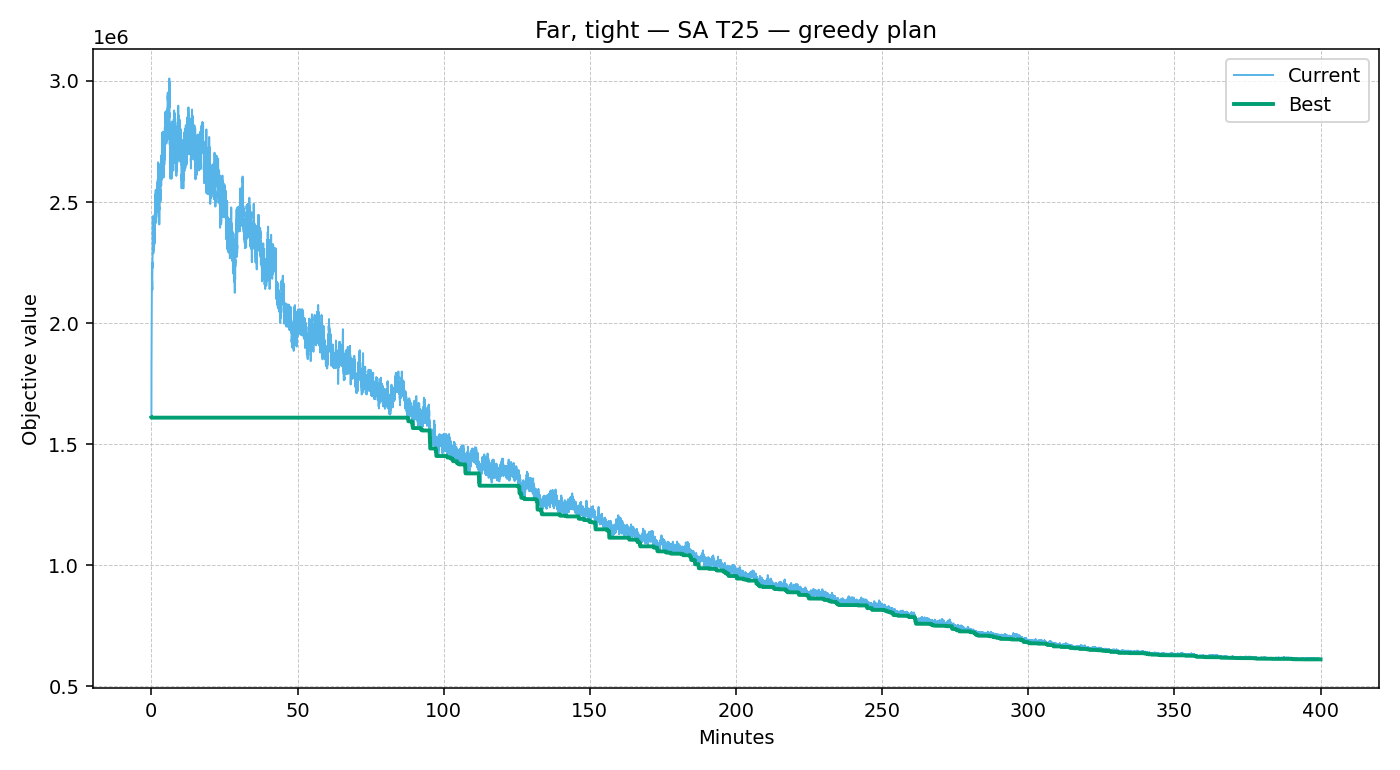 Far, tight — SA T25 — greedy plan
1e6
3.0
2.5
2.0
1.5
1.0
0.5
Objective value
Current
Best
0 50 100 150 200 250 300 350 400
Minutes